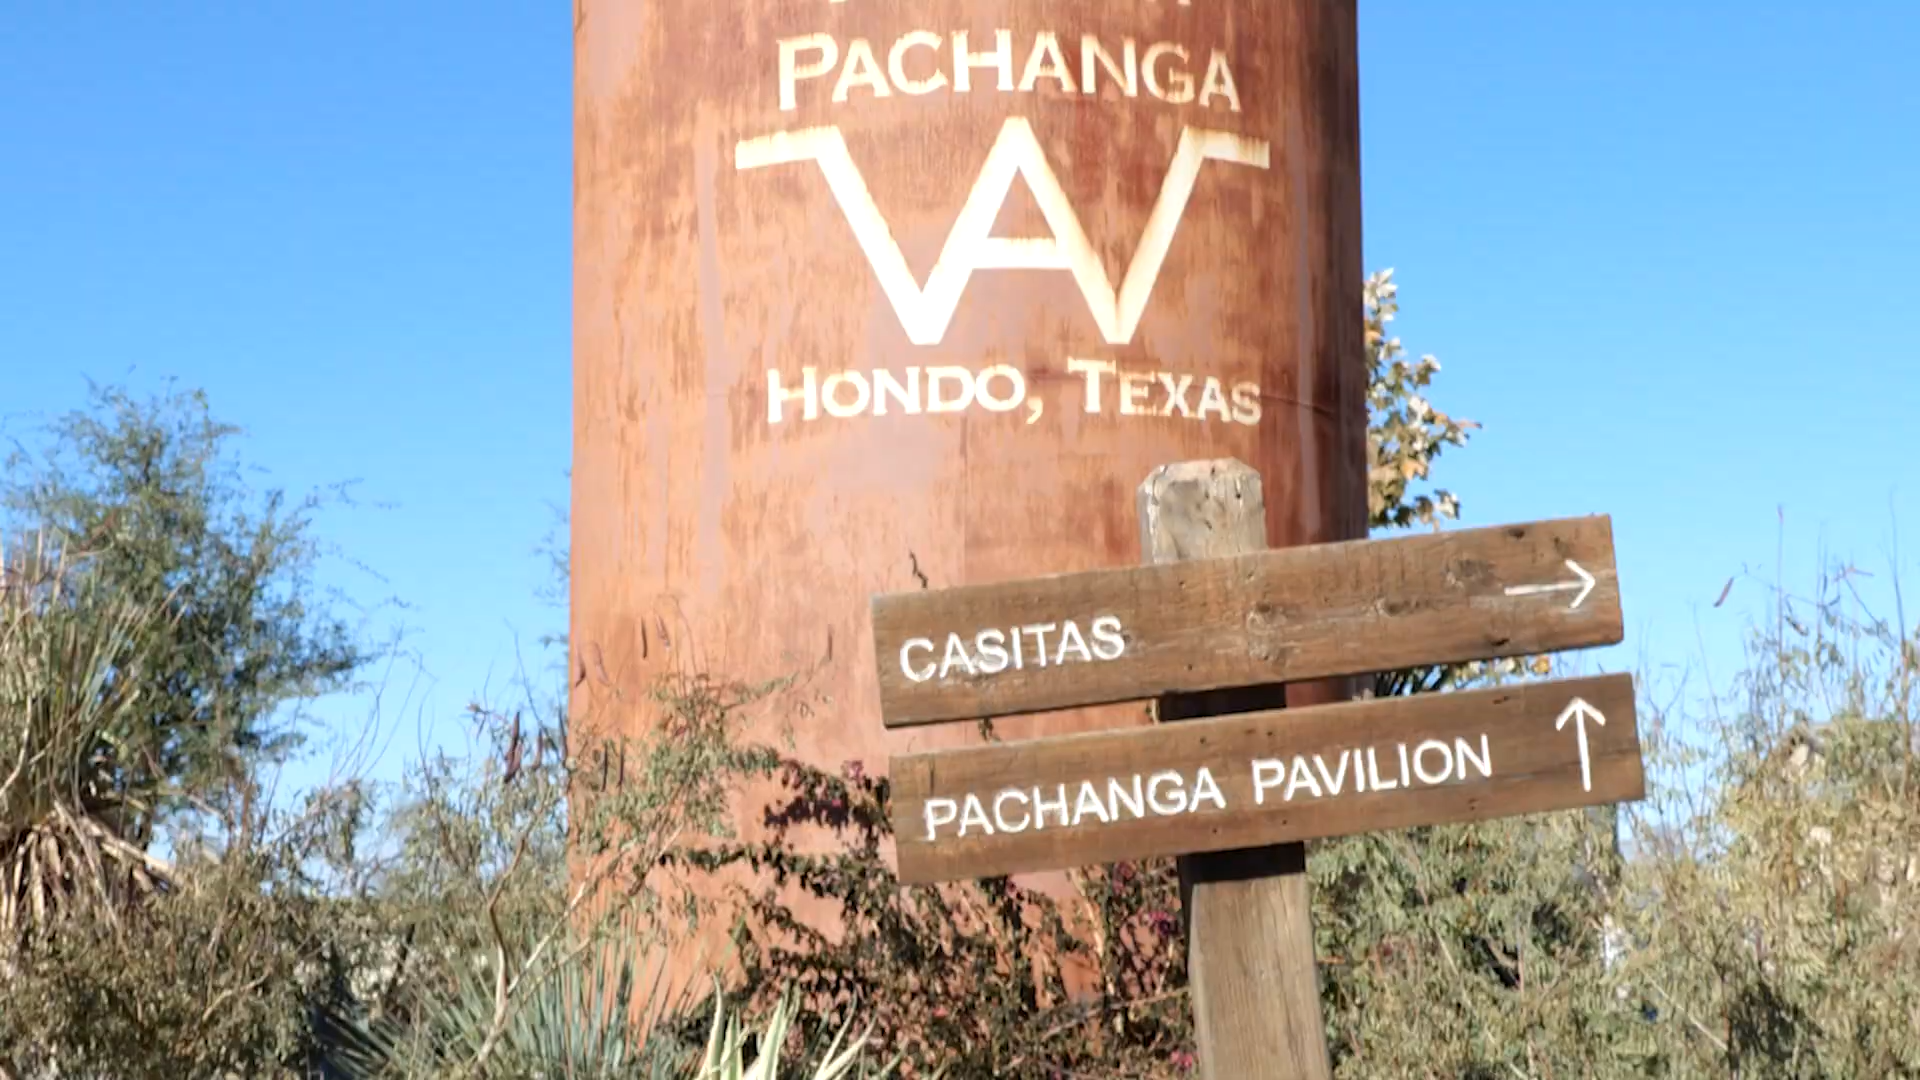 PACHANGA
HONDO, TEXAS
CASITAS →
PACHANGA PAVILION ↑